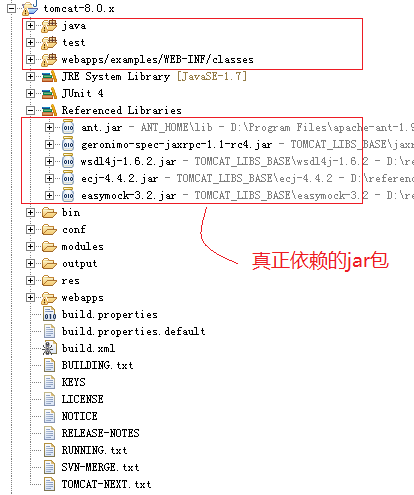 tomcat-8.0.x
java
test
webapps/examples/WEB-INF/classes
JRE System Library [JavaSE-1.7]
JUnit 4
Referenced Libraries
ant.jar - ANT_HOME\lib - D:\Program Files\apache-ant-1.9
geronimo-spec-jaxrpc-1.1-rc4.jar - TOMCAT_LIBS_BASE\jaxr
wsdl4j-1.6.2.jar - TOMCAT_LIBS_BASE\wsdl4j-1.6.2 - D:\re
ecj-4.4.2.jar - TOMCAT_LIBS_BASE\ecj-4.4.2 - D:\referenc
easymock-3.2.jar - TOMCAT_LIBS_BASE\easymock-3.2 - D:\re
bin
conf
modules
真正依赖的jar包
output
res
webapps
build.properties
build.properties.default
build.xml
BUILDING.txt
KEYS
LICENSE
NOTICE
RELEASE-NOTES
RUNNING.txt
SVN-MERGE.txt
TOMCAT-NEXT.txt